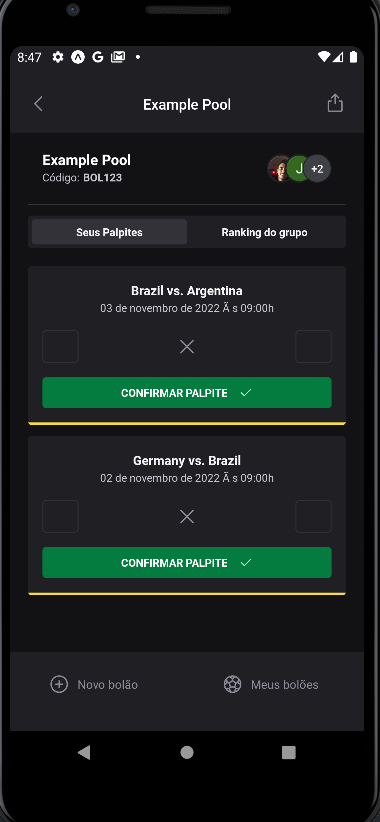 8:47
Example Pool
Example Pool
Código: BOL123
J
+2
Seus Palpites
Ranking do grupo
Brazil vs. Argentina
03 de novembro de 2022 Ã s 09:00h
CONFIRMAR PALPITE
Germany vs. Brazil
02 de novembro de 2022 Ã s 09:00h
CONFIRMAR PALPITE
Novo bolão
Meus bolões